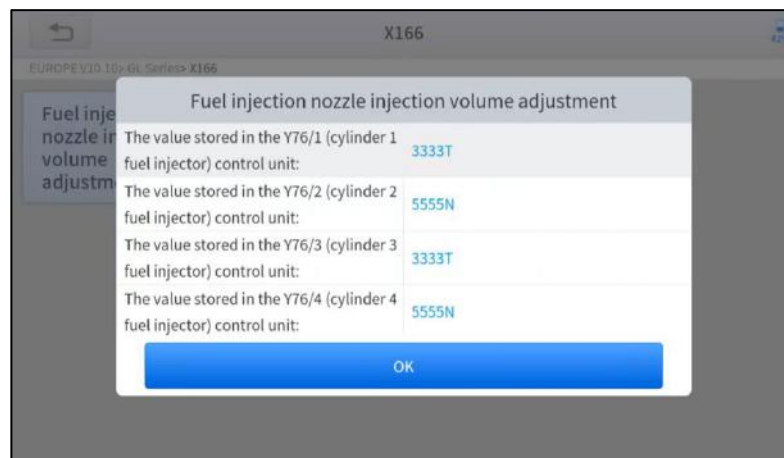 X166
EUROPE V10.10> GL Series> X166
Fuel inje
nozzle in
volume
adjustm
Fuel injection nozzle injection volume adjustment
The value stored in the Y76/1 (cylinder 1
fuel injector) control unit:
3333T
The value stored in the Y76/2 (cylinder 2
fuel injector) control unit:
5555N
The value stored in the Y76/3 (cylinder 3
fuel injector) control unit:
3333T
The value stored in the Y76/4 (cylinder 4
fuel injector) control unit:
5555N
OK